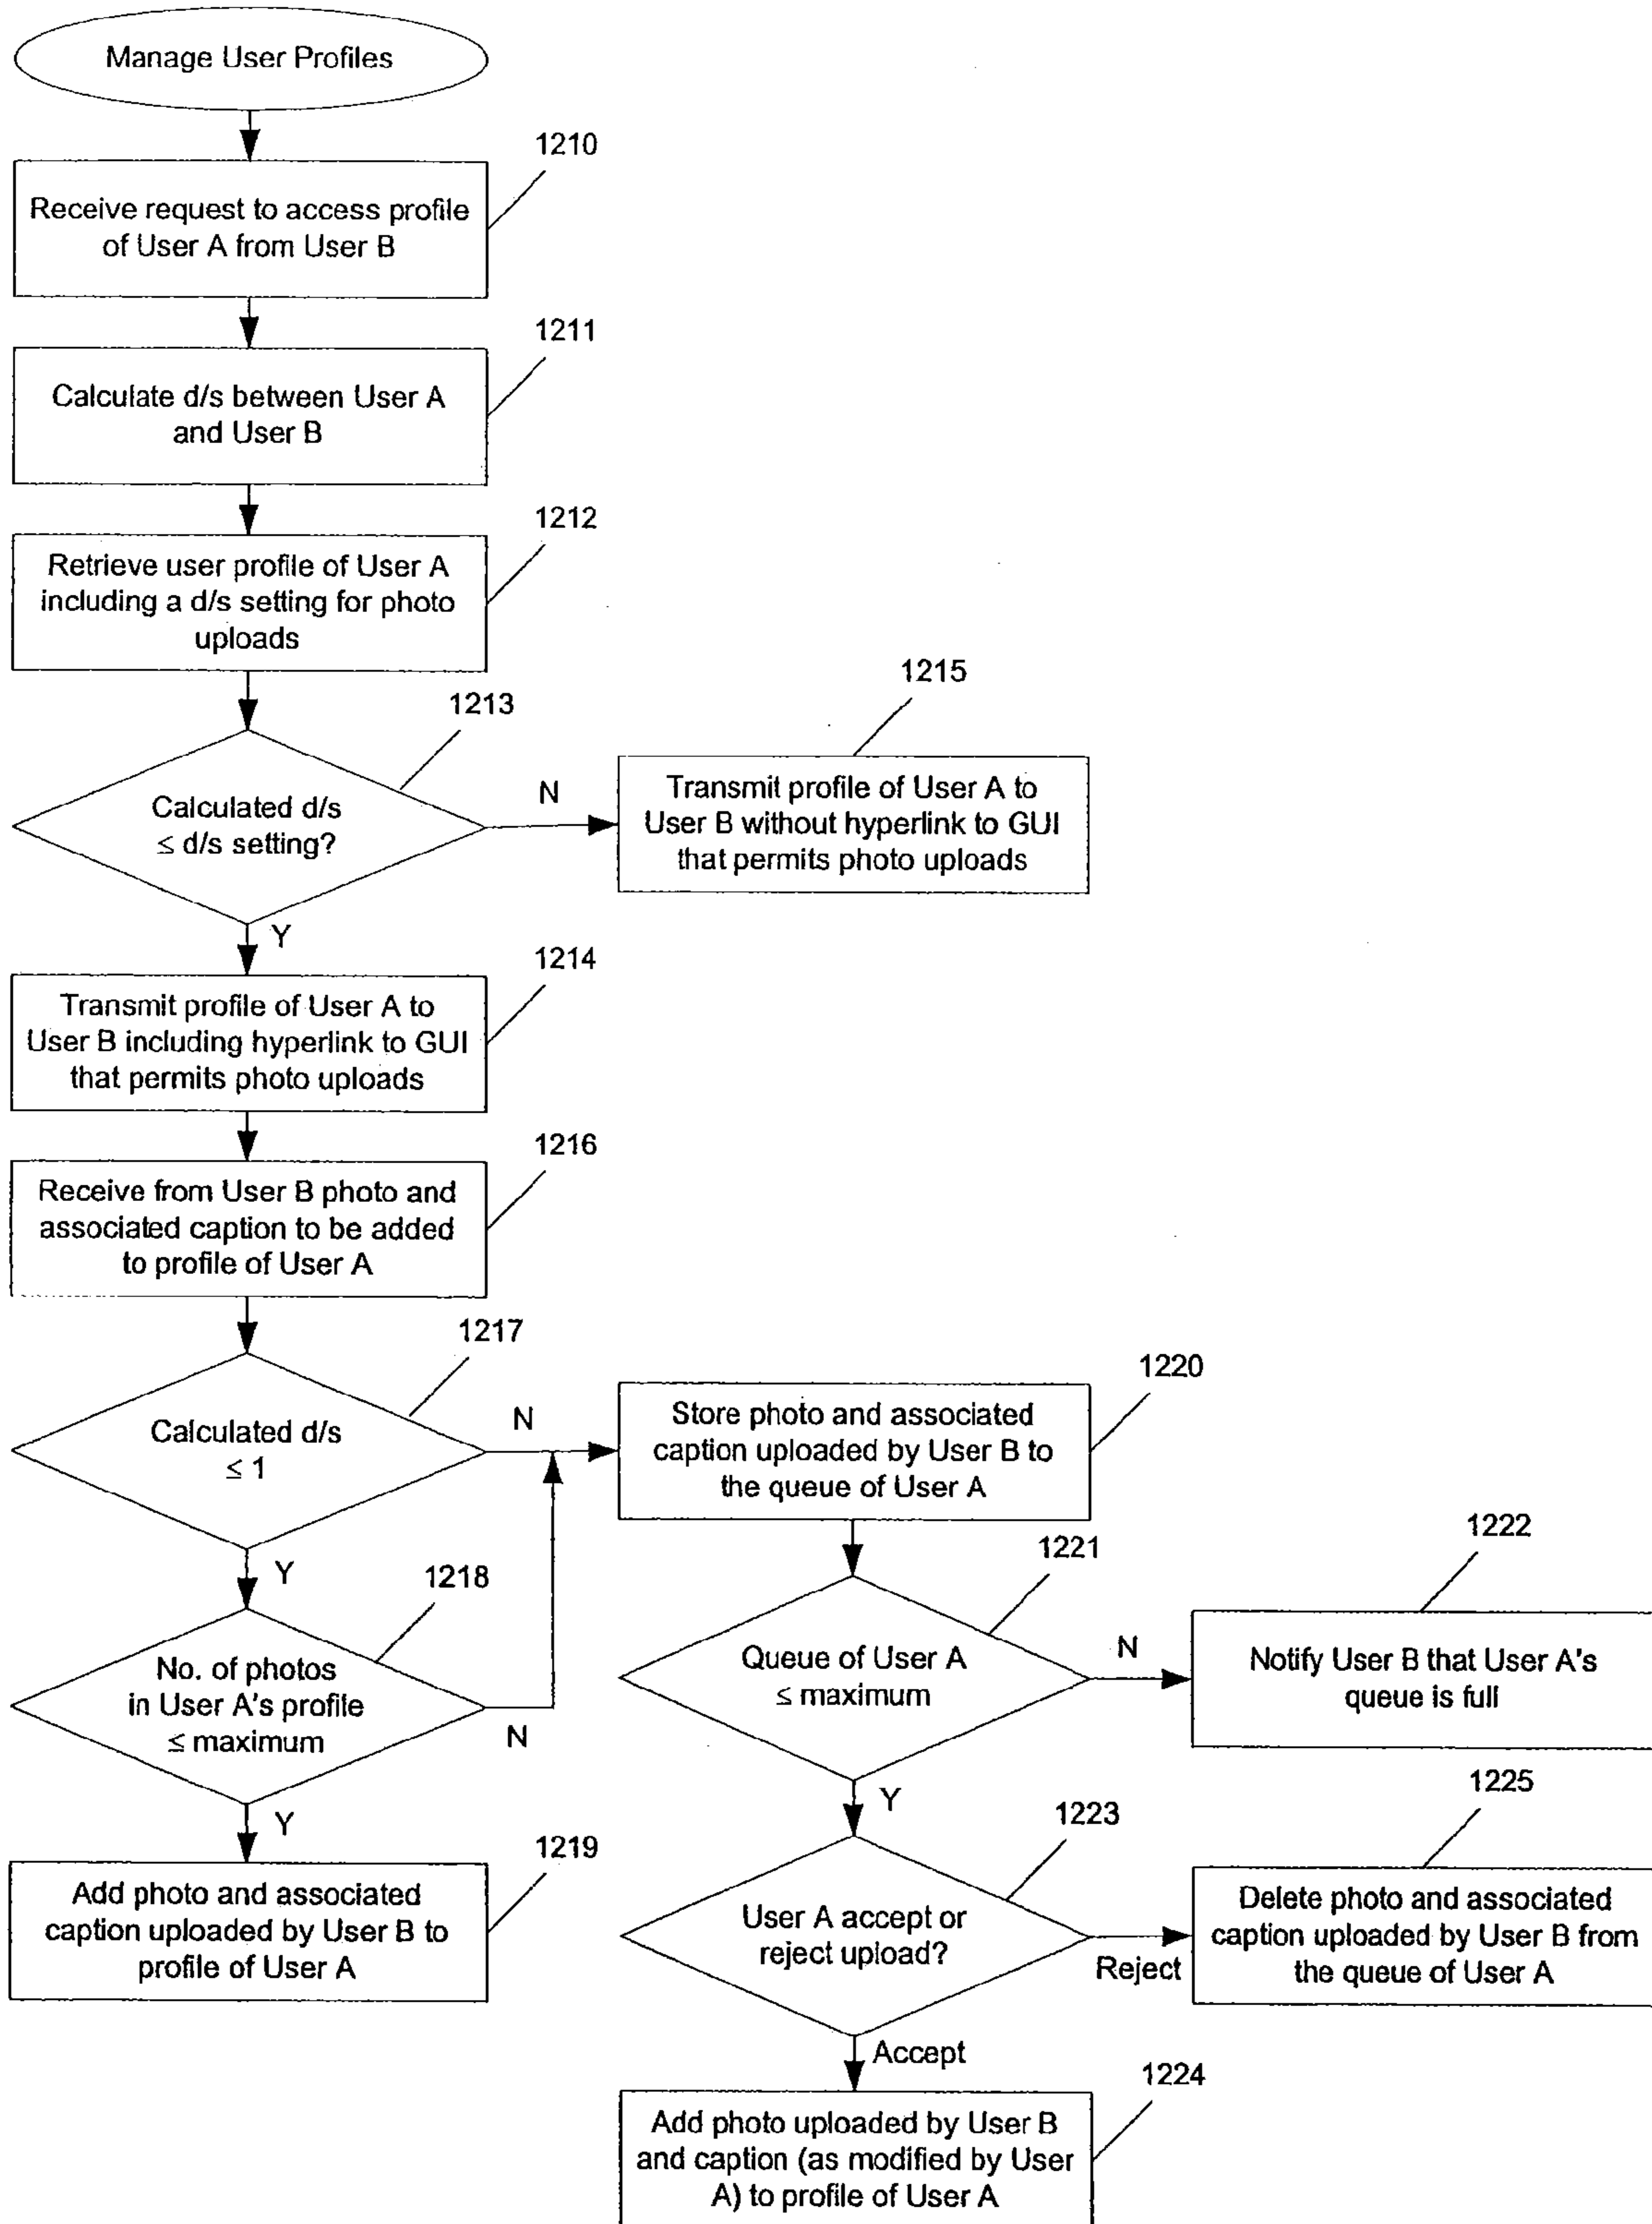 Manage User Profiles
1210
Receive request to access profile
of User A from User B
1211
Calculate d/s between User A
and User B
1212
Retrieve user profile of User A
including a d/s setting for photo
uploads
1213
Calculated d/s
≤ d/s setting?
N
1215
Transmit profile of User A to
User B without hyperlink to GUI
that permits photo uploads
Y
1214
Transmit profile of User A to
User B including hyperlink to GUI
that permits photo uploads
1216
Receive from User B photo and
associated caption to be added
to profile of User A
1217
Calculated d/s
≤ 1
N
Y
1218
No. of photos
in User A's profile
≤ maximum
N
Y
1219
Add photo and associated
caption uploaded by User B to
profile of User A
1220
Store photo and associated
caption uploaded by User B to
the queue of User A
1221
Queue of User A
≤ maximum
N
1222
Notify User B that User A's
queue is full
Y
1223
User A accept or
reject upload?
Reject
1225
Delete photo and associated
caption uploaded by User B from
the queue of User A
Accept
1224
Add photo uploaded by User B
and caption (as modified by User
A) to profile of User A